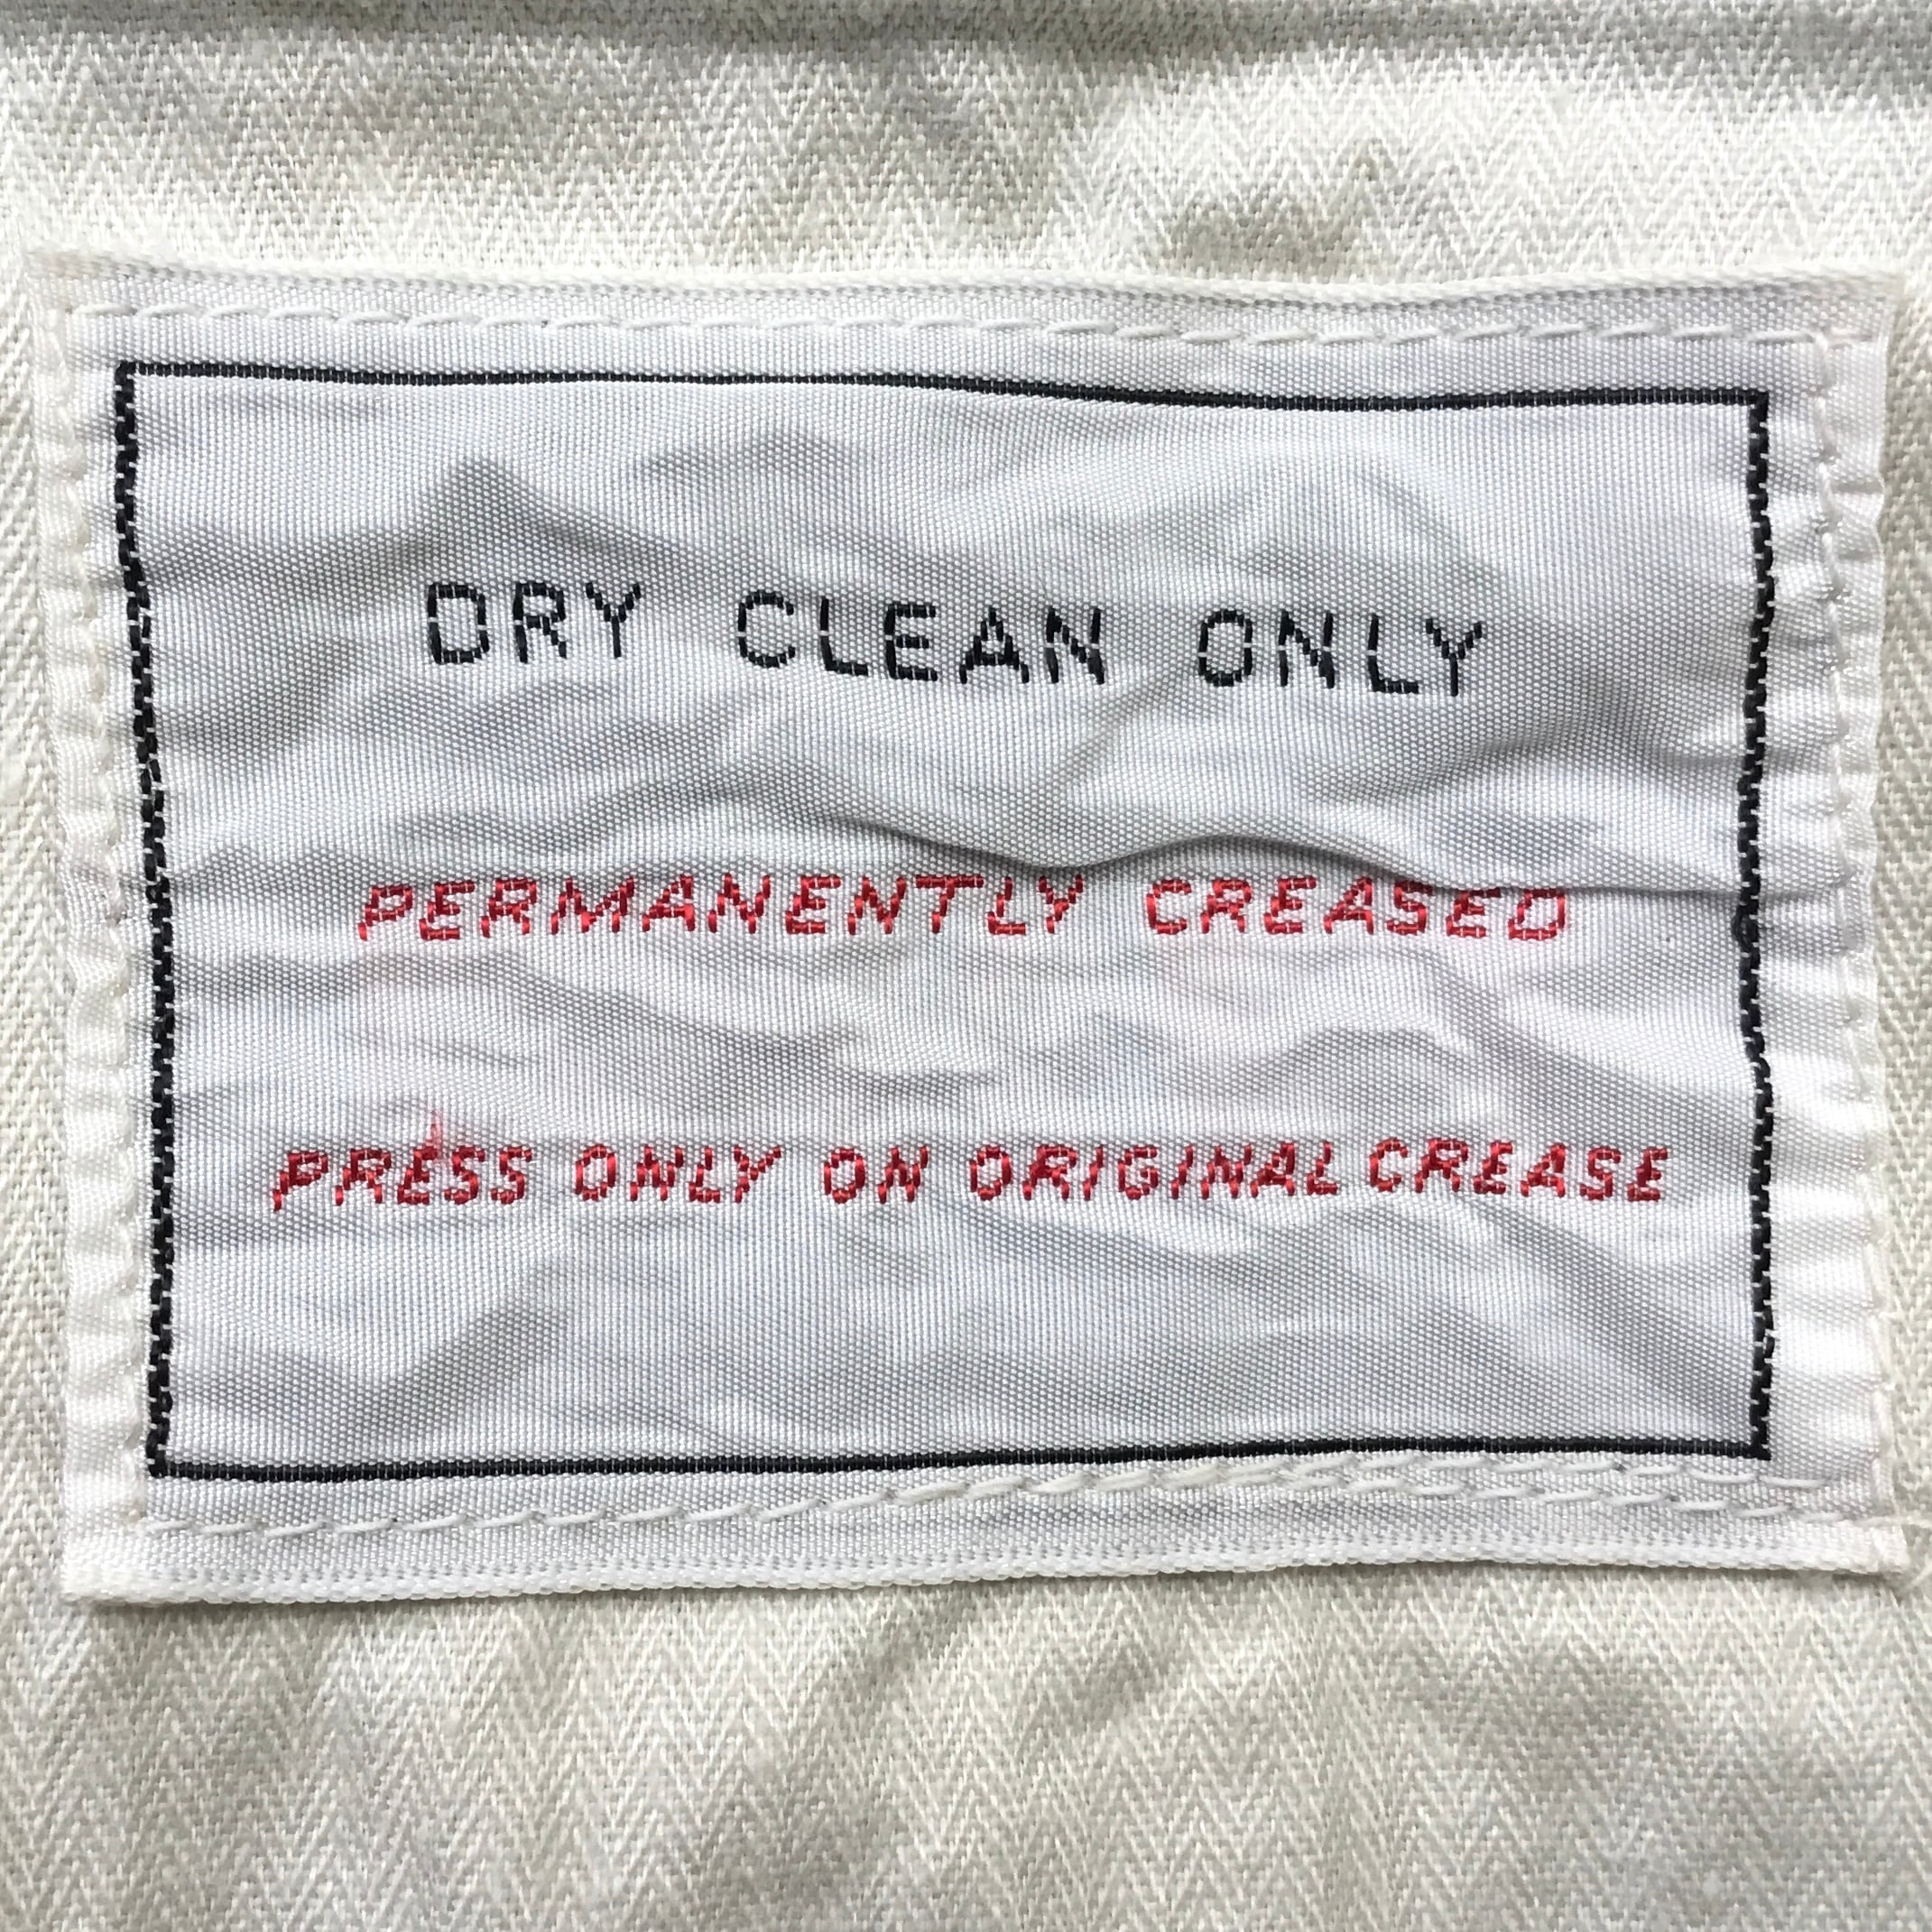 DRY CLEAN ONLY
PERMANENTLY CREASED
PRESS ONLY ON ORIGINAL CREASE